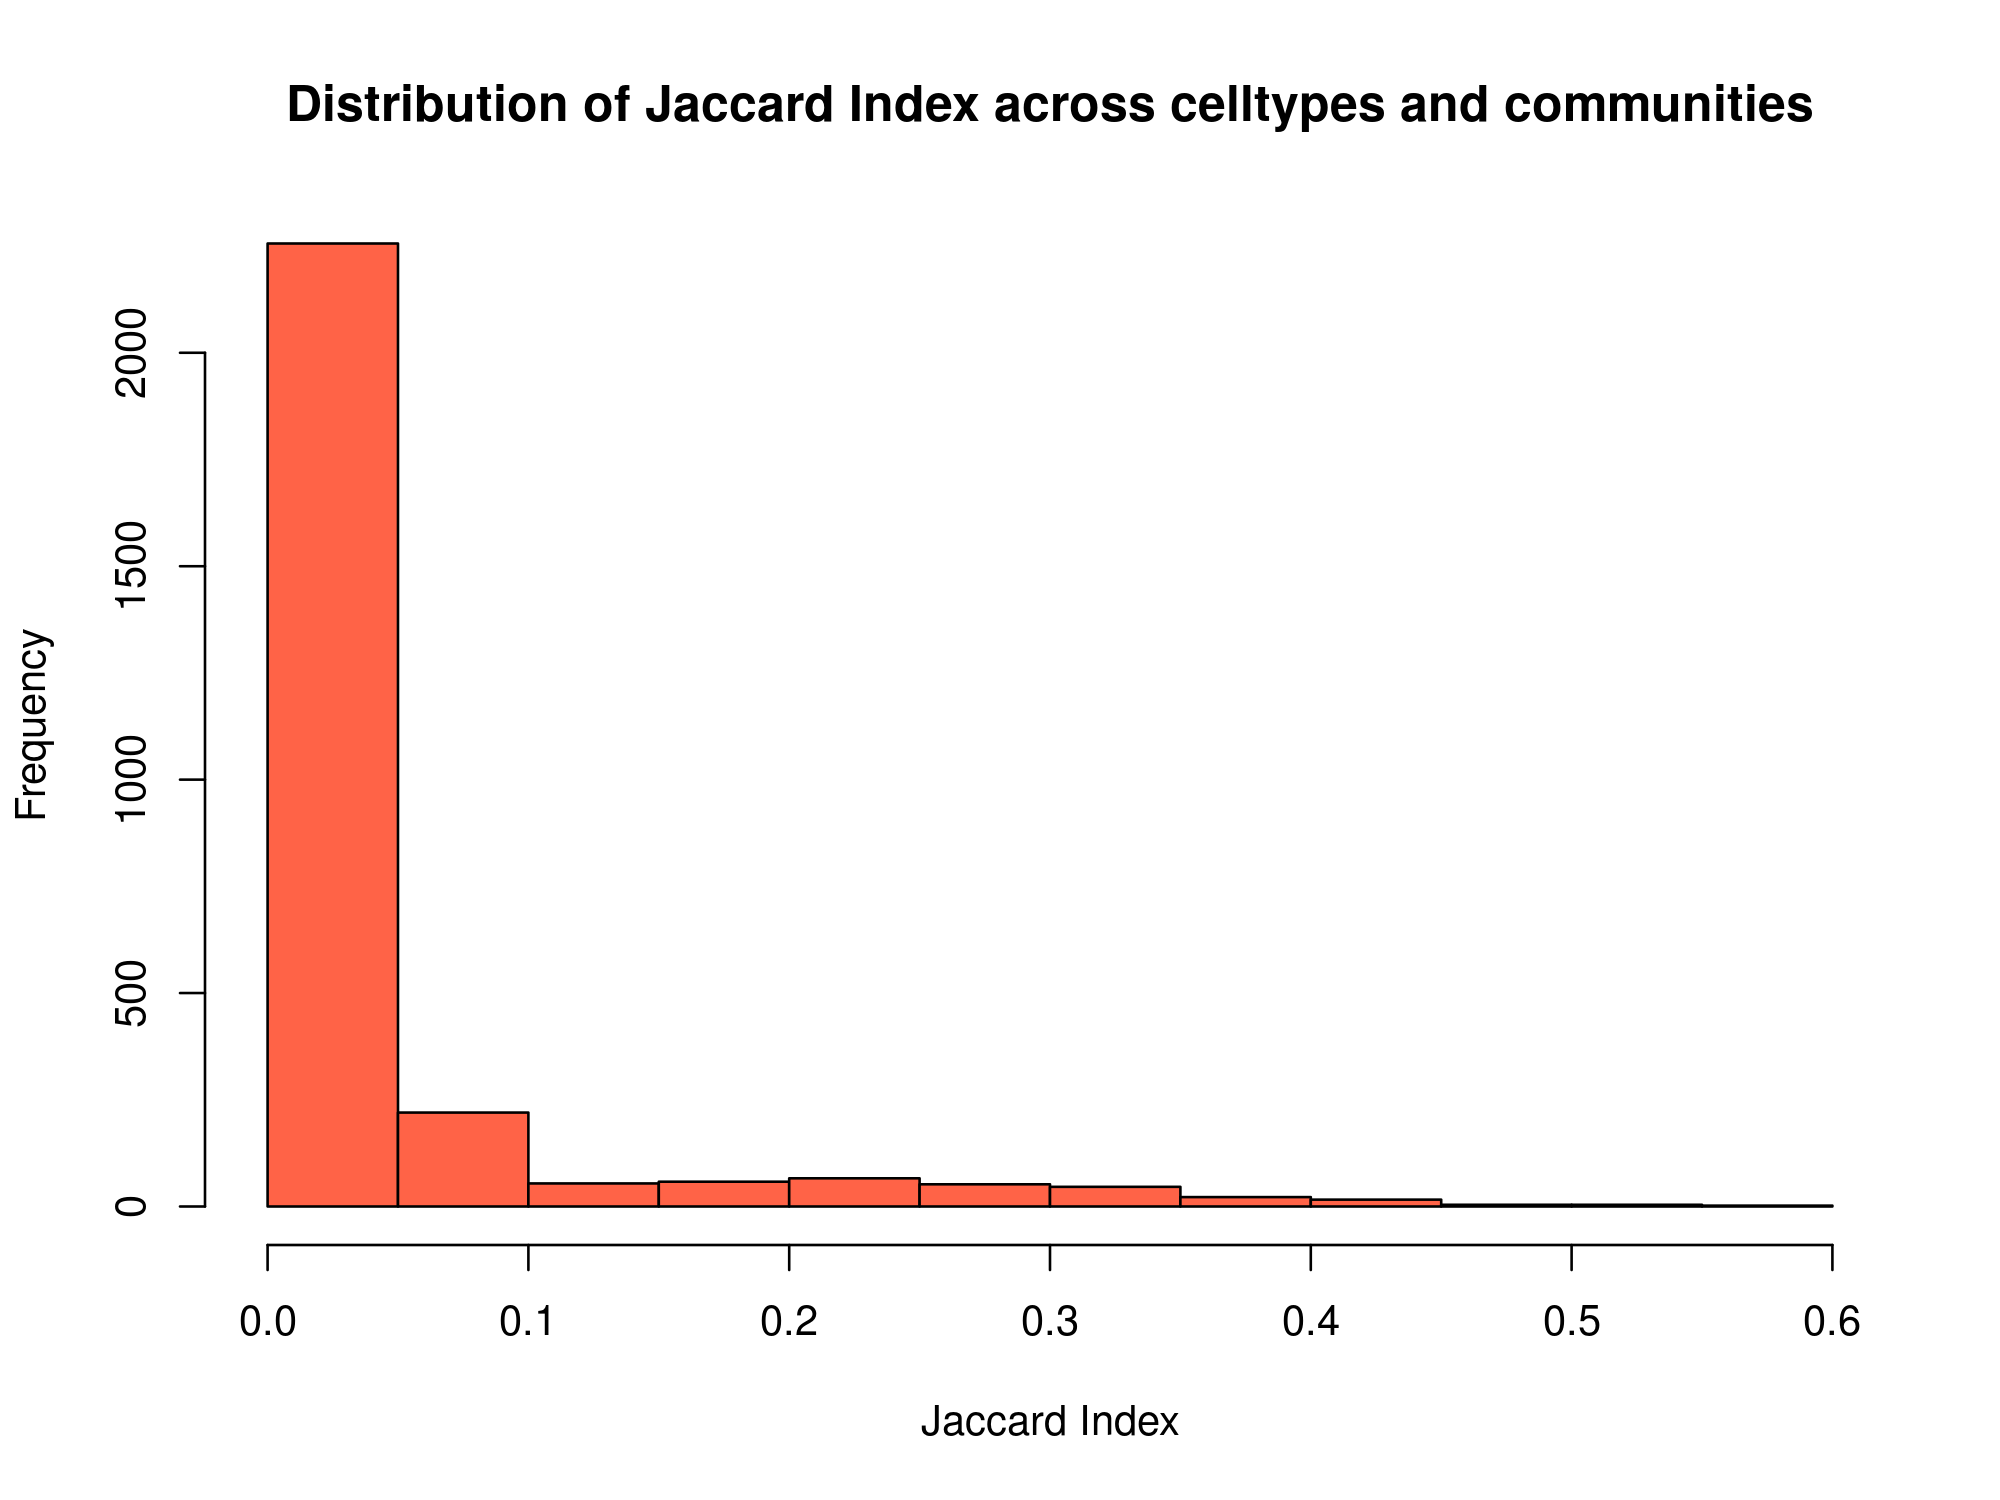 Distribution of Jaccard Index across celltypes and communities
Frequency
2000
1500
1000
500
0
0.0 0.1 0.2 0.3 0.4 0.5 0.6
Jaccard Index